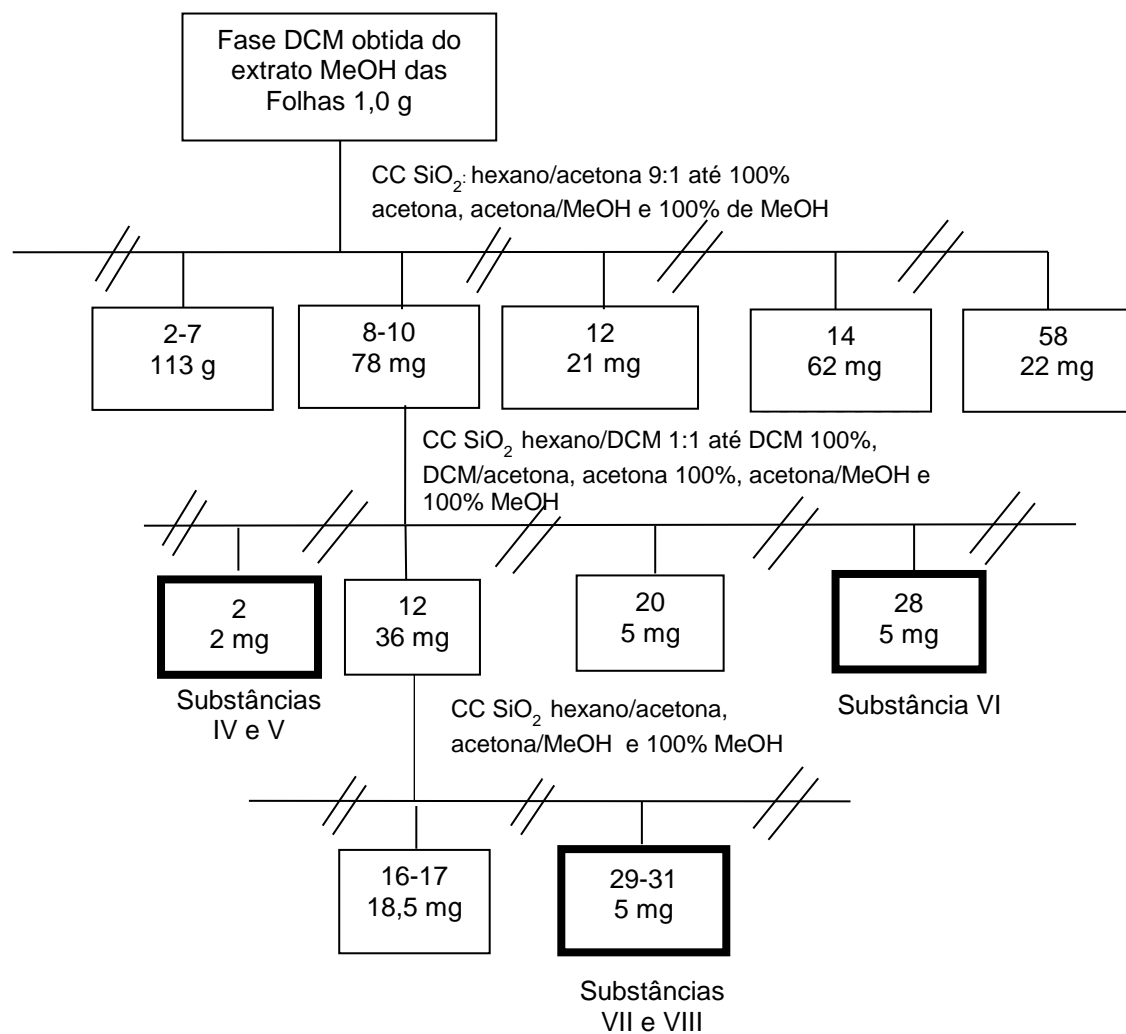 Fase DCM obtida do
extrato MeOH das
Folhas 1,0 g
CC SiO2: hexano/acetona 9:1 até 100%
acetona, acetona/MeOH e 100% de MeOH
2-7
113 g
8-10
78 mg
12
21 mg
14
62 mg
58
22 mg
CC SiO2 hexano/DCM 1:1 até DCM 100%,
DCM/acetona, acetona 100%, acetona/MeOH e
100% MeOH
2
2 mg
12
36 mg
20
5 mg
28
5 mg
Substâncias
IV e V
Substância VI
CC SiO2 hexano/acetona,
acetona/MeOH e 100% MeOH
16-17
18,5 mg
29-31
5 mg
Substâncias
VII e VIII